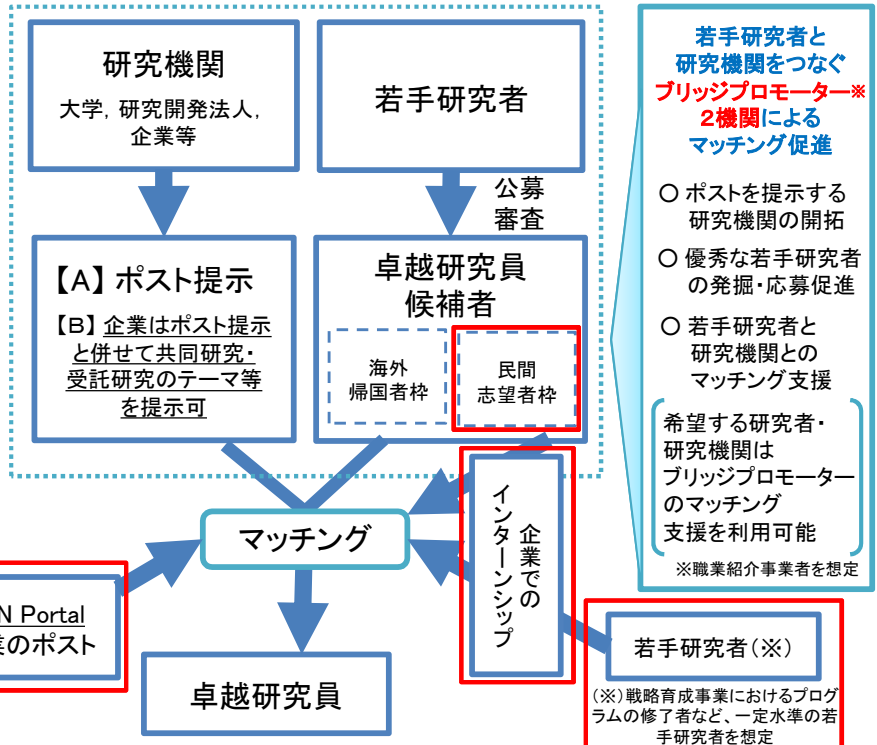 研究機関
大学，研究開発法人，
企業等
若手研究者
公募
審査
【A】ポスト提示
【B】企業はポスト提示
と併せて共同研究・
受託研究のテーマ等
を提示可
卓越研究員
候補者
海外
帰国者枠
民間
志望者枠
マッチング
企業での
インターンシップ
N Portal
のポスト
卓越研究員
若手研究者（※）
（※）戦略育成事業におけるプログ
ラムの修了者など、一定水準の若
手研究者を想定
若手研究者と
研究機関をつなぐ
ブリッジプロモーター※
２機関による
マッチング促進
○ ポストを提示する
研究機関の開拓
○ 優秀な若手研究者
の発掘・応募促進
○ 若手研究者と
研究機関との
マッチング支援
希望する研究者・
研究機関は
ブリッジプロモーター
のマッチング
支援を利用可能
※職業紹介事業者を想定